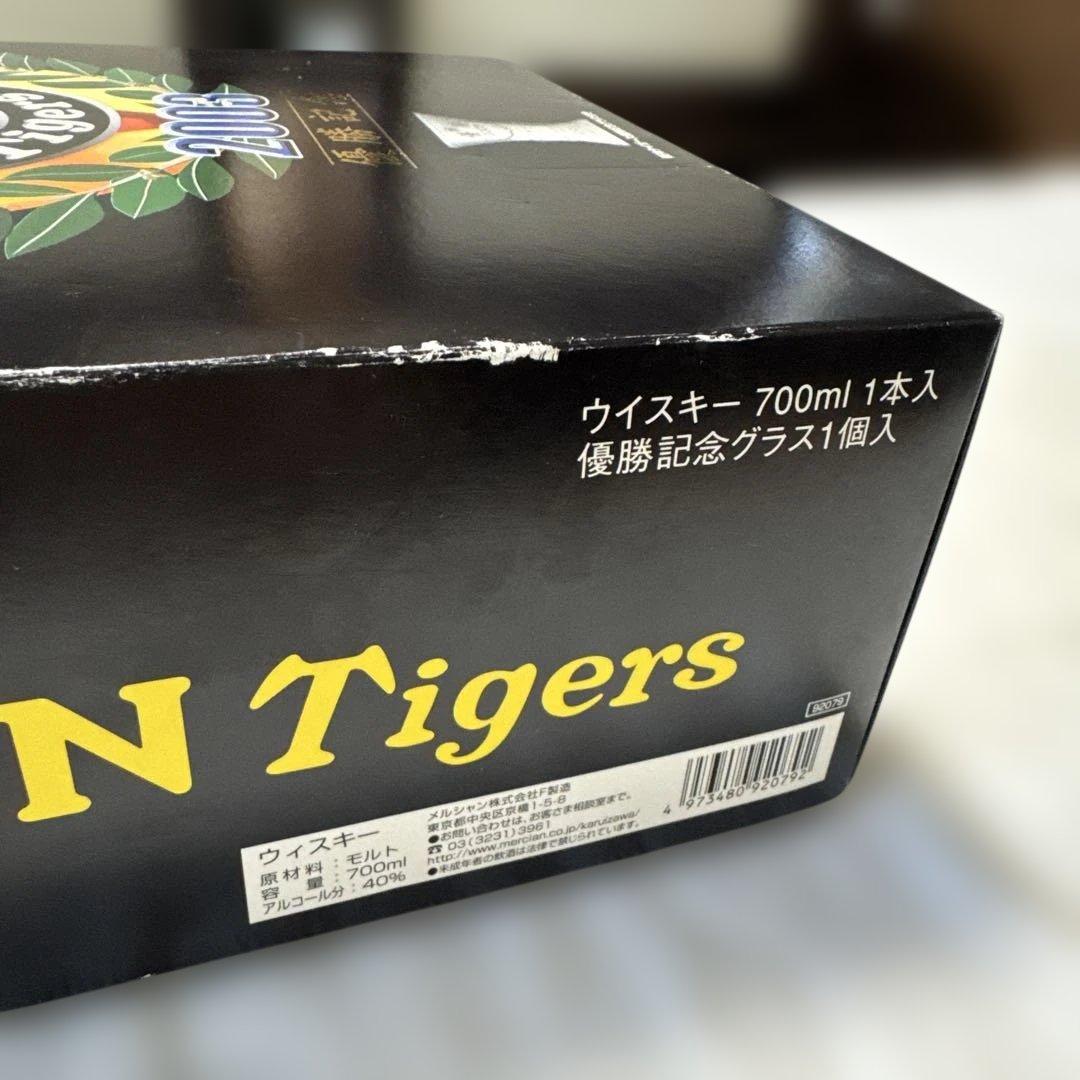 Tigers
2003
優勝
記念
ウイスキー 700ml 1本入
優勝記念グラス1個入
N Tigers
92079
ウィスキー
原材料：モルト
容量：700ml
アルコール分：40%
メルシャン株式会社F製造
東京都中央区京橋1-5-8
●お問い合わせは、お客さま相談室まで。
☎ 03(3231)3961
http://www.mercian.co.jp/karuizawa/
●未成年者の飲酒は法律で禁じられています。
4 973480 920792